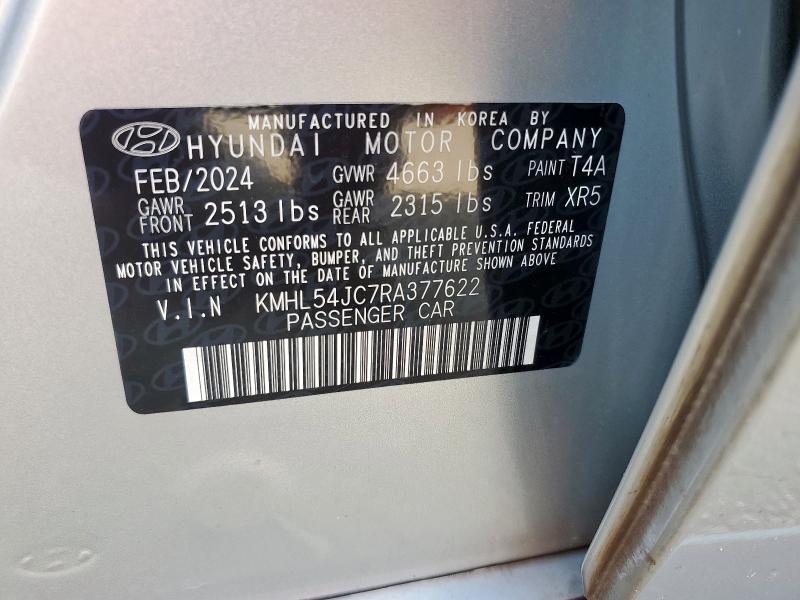 MANUFACTURED IN KOREA BY
HYUNDAI MOTOR COMPANY
FEB/2024 GVWR 4663 lbs PAINT T4A
GAWR FRONT 2513 lbs GAWR REAR 2315 lbs TRIM XR5
THIS VEHICLE CONFORMS TO ALL APPLICABLE U.S.A. FEDERAL
MOTOR VEHICLE SAFETY, BUMPER, AND THEFT PREVENTION STANDARDS
IN EFFECT ON THE DATE OF MANUFACTURE SHOWN ABOVE
V.I.N KMHL54JC7RA377622
PASSENGER CAR